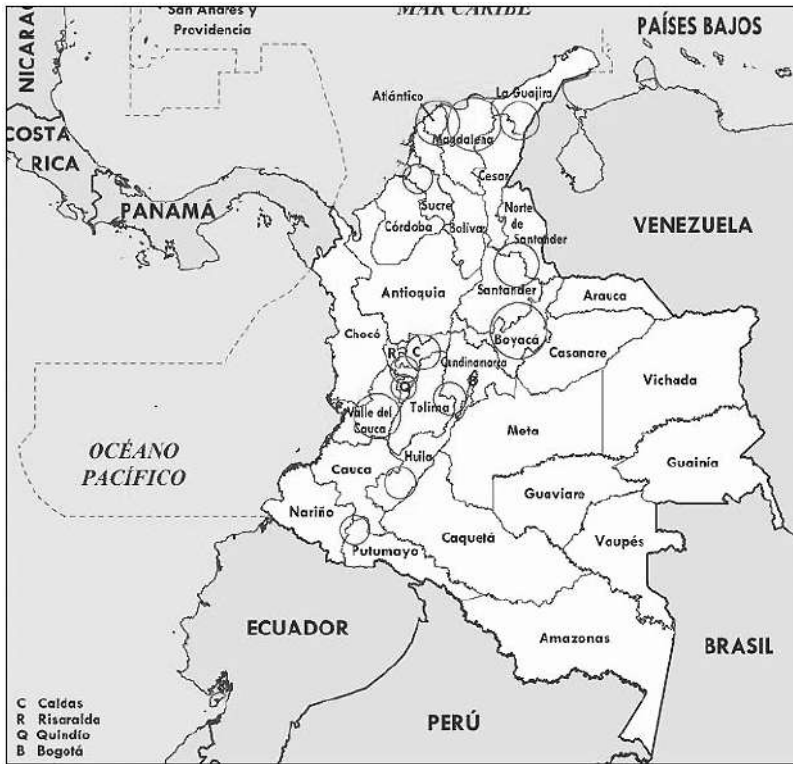 San Andrés y
Providencia
MAR CARIBE
NICARAG
PAÍSES BAJOS
COSTA
RICA
PANAMÁ
VENEZUELA
La Guajira
Atlántico
Magdalena
Cesar
Sucre
Norte
de
Santander
Córdoba
Bolívar
Antioquia
Santander
Arauca
Chocó
Boyacá
Casanare
R
C
Cundinamarca
B
Vichada
Q
Tolima
Valle del
Cauca
Meta
OCÉANO
PACÍFICO
Huila
Cauca
Guainía
Guaviare
Nariño
Caquetá
Vaupés
Putumayo
ECUADOR
Amazonas
BRASIL
PERÚ
C Caldas
R Risaralda
Q Quindío
B Bogotá